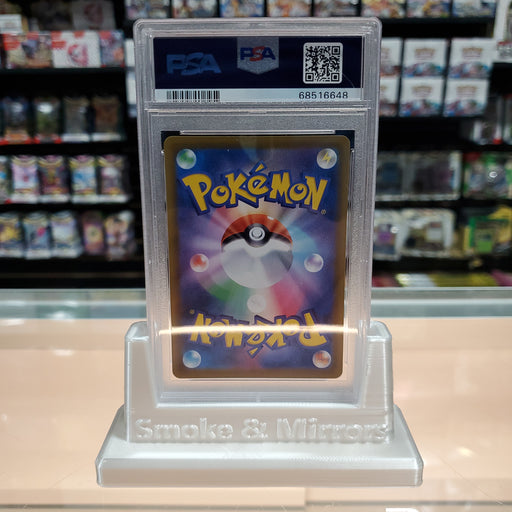 PSA
PSA
68516648
POKéMON
POKéMON
Smoke & Mirrors